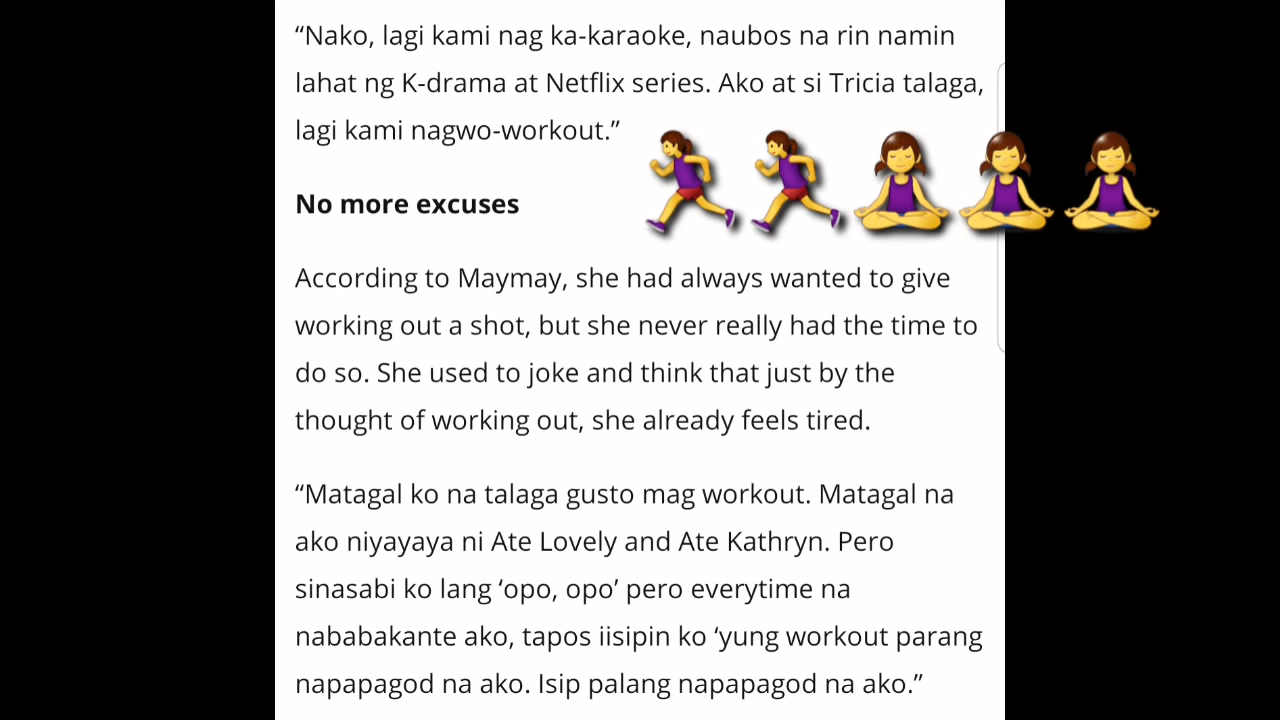 “Nako, lagi kami nag ka-karaoke, naubos na rin namin
lahat ng K-drama at Netflix series. Ako at si Tricia talaga,
lagi kami nagwo-workout.”
No more excuses
According to Maymay, she had always wanted to give
working out a shot, but she never really had the time to
do so. She used to joke and think that just by the
thought of working out, she already feels tired.
“Matagal ko na talaga gusto mag workout. Matagal na
ako niyayaya ni Ate Lovely and Ate Kathryn. Pero
sinasabi ko lang ‘opo, opo’ pero everytime na
nababakante ako, tapos iisipin ko ‘yung workout parang
napapagod na ako. Isip palang napapagod na ako.”